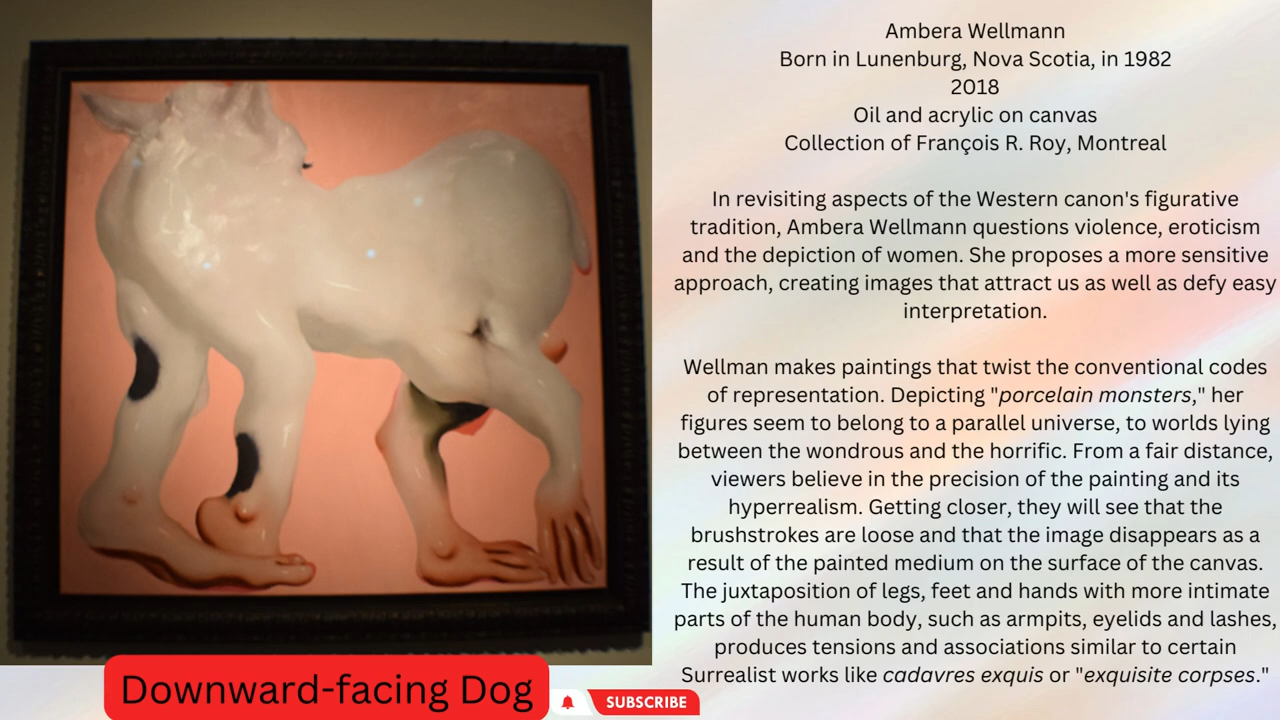 Ambera Wellmann
Born in Lunenburg, Nova Scotia, in 1982
2018
Oil and acrylic on canvas
Collection of François R. Roy, Montreal
In revisiting aspects of the Western canon's figurative
tradition, Ambera Wellmann questions violence, eroticism
and the depiction of women. She proposes a more sensitive
approach, creating images that attract us as well as defy easy
interpretation.
Wellman makes paintings that twist the conventional codes
of representation. Depicting "porcelain monsters," her
figures seem to belong to a parallel universe, to worlds lying
between the wondrous and the horrific. From a fair distance,
viewers believe in the precision of the painting and its
hyperrealism. Getting closer, they will see that the
brushstrokes are loose and that the image disappears as a
result of the painted medium on the surface of the canvas.
The juxtaposition of legs, feet and hands with more intimate
parts of the human body, such as armpits, eyelids and lashes,
produces tensions and associations similar to certain
Surrealist works like cadavres exquis or "exquisite corpses."
Downward-facing Dog
SUBSCRIBE